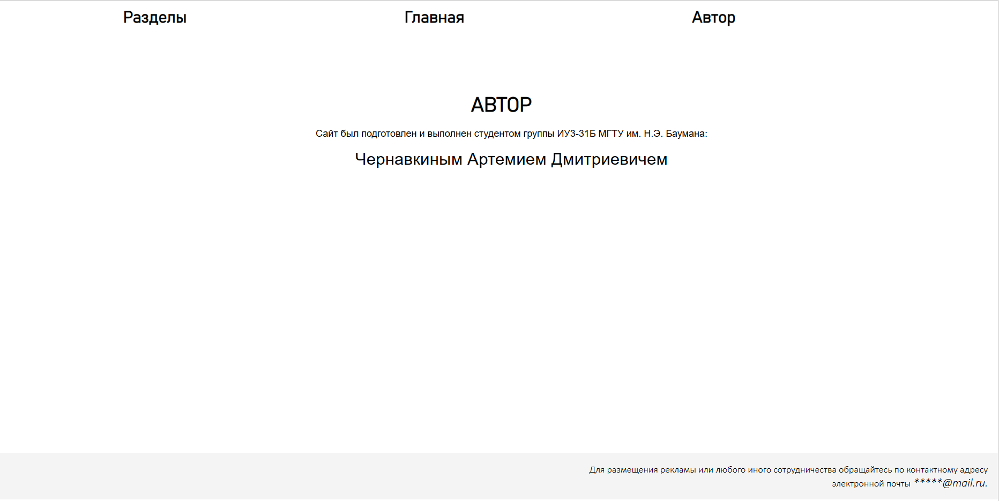 Разделы Главная Автор
АВТОР
Сайт был подготовлен и выполнен студентом группы ИУ3-31Б МГТУ им. Н.Э. Баумана:
Чернавкиным Артемием Дмитриевичем
Для размещения рекламы или любого иного сотрудничества обращайтесь по контактному адресу
электронной почты *****@mail.ru.